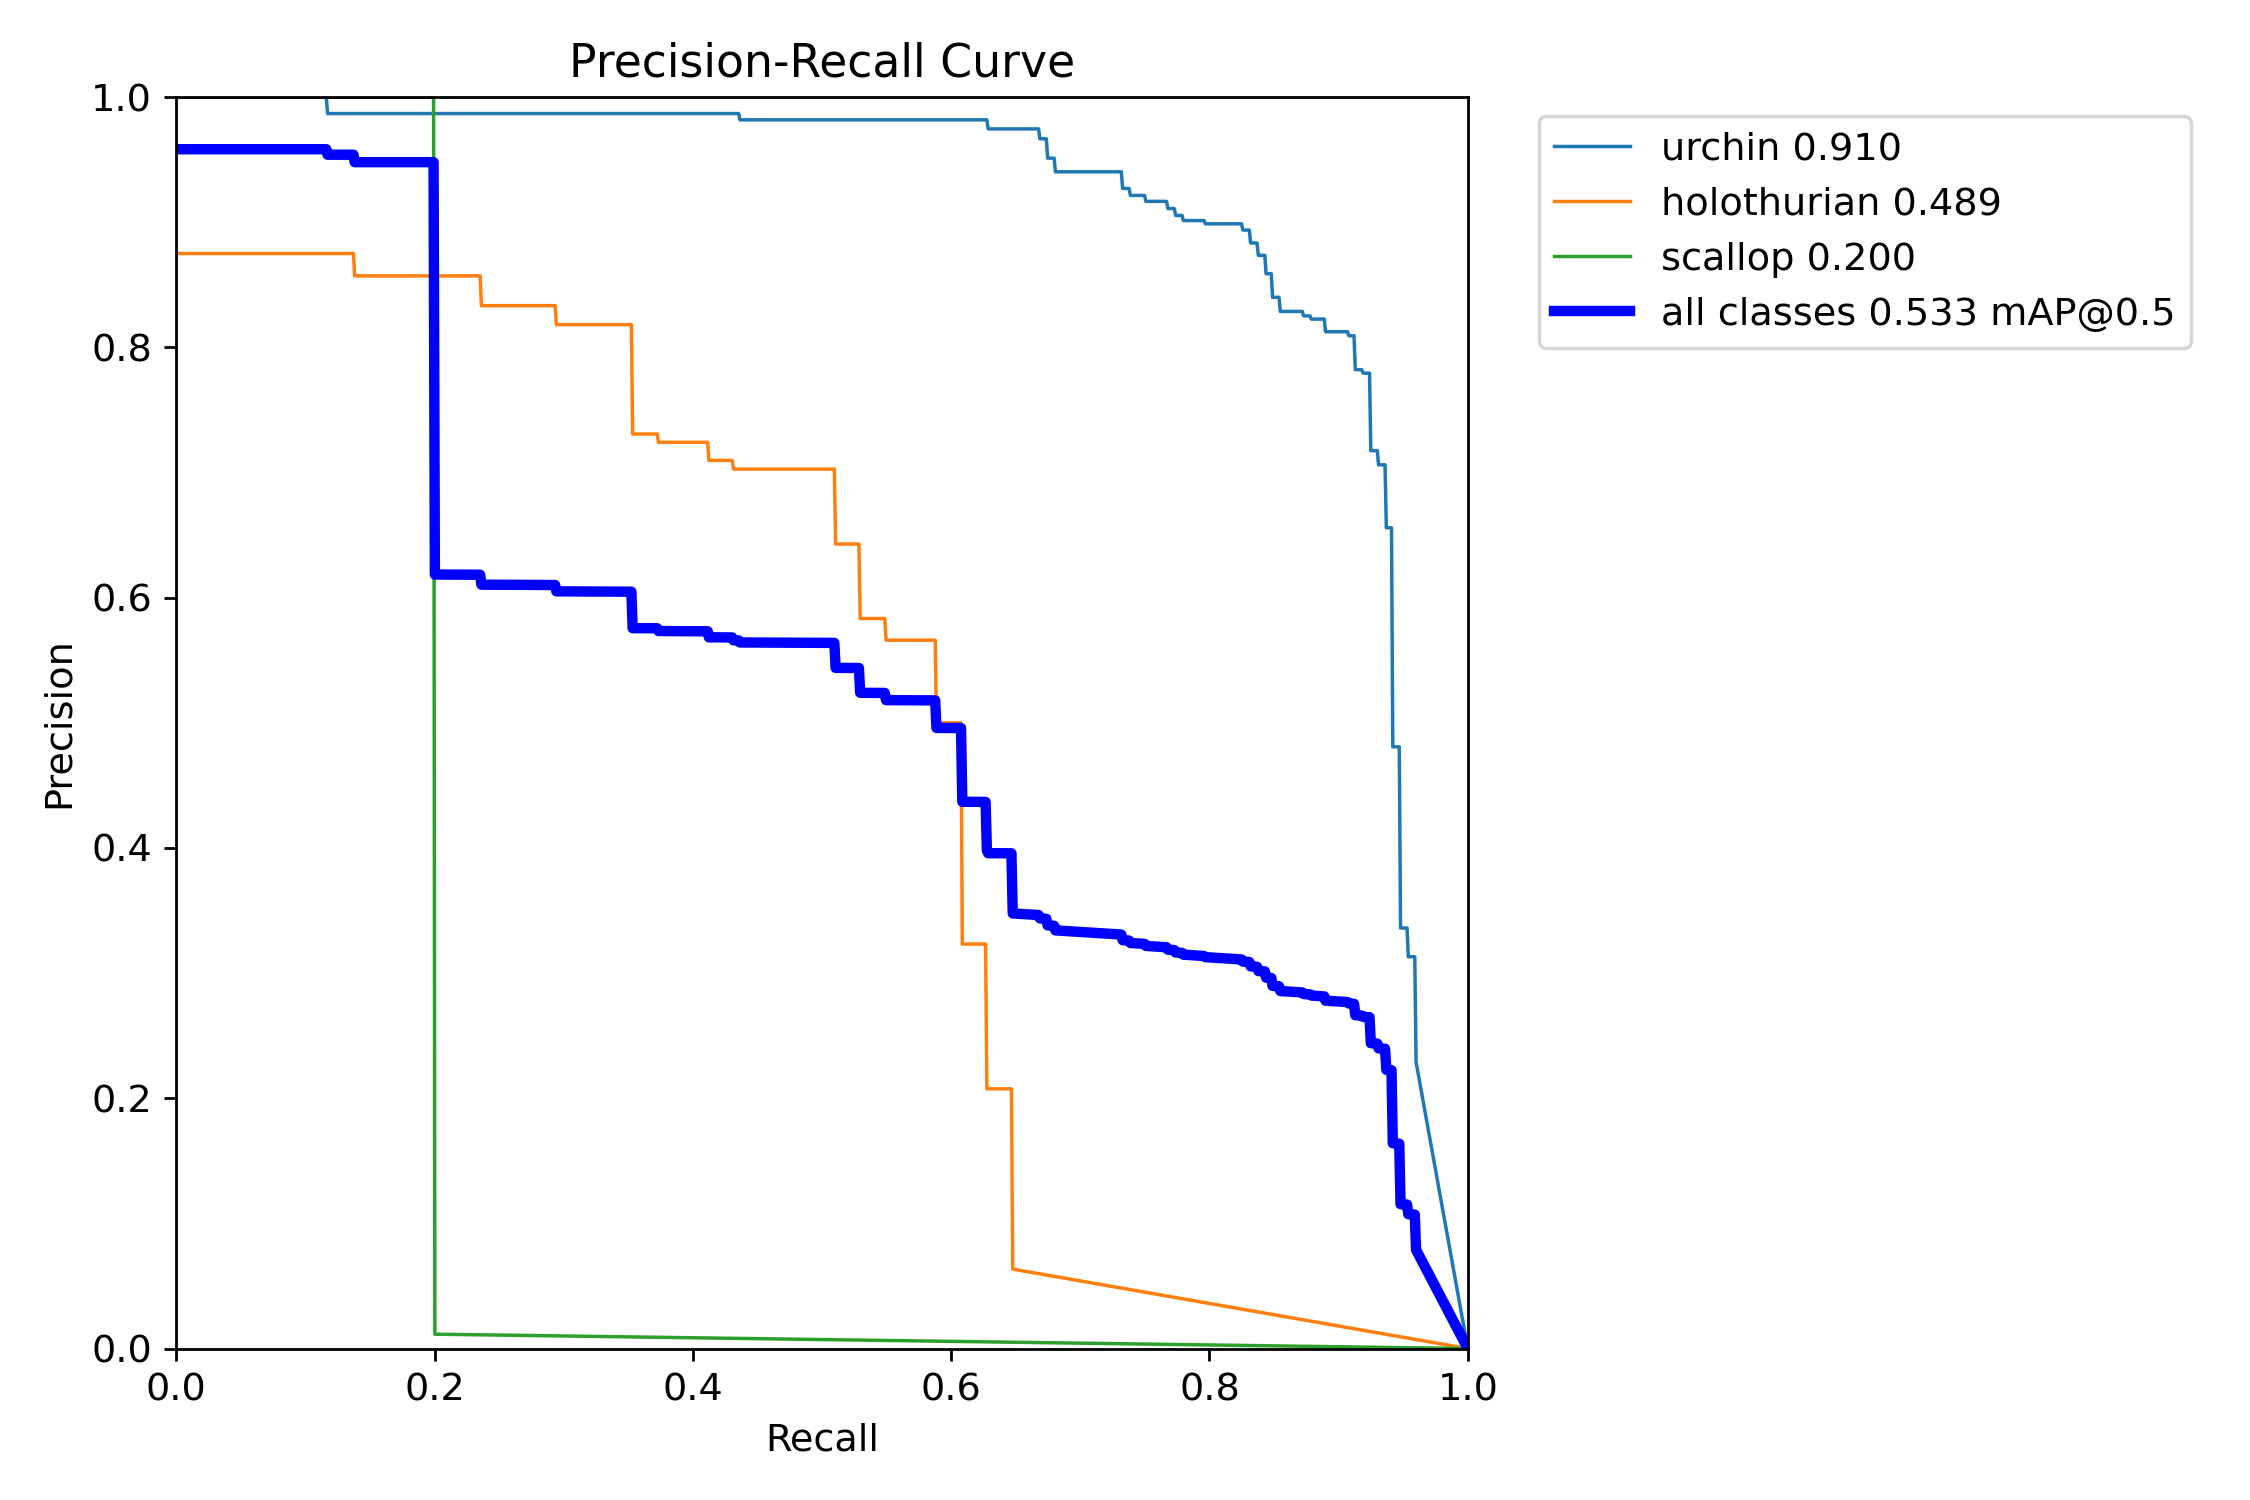 Precision-Recall Curve
1.0
0.8
0.6
0.4
0.2
0.0
Precision
0.0 0.2 0.4 0.6 0.8 1.0
Recall
urchin 0.910
holothurian 0.489
scallop 0.200
all classes 0.533 mAP@0.5